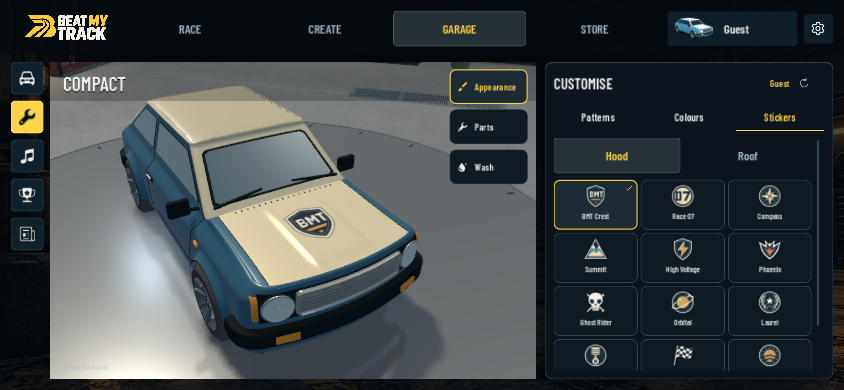 BEAT MY
TRACK
RACE
CREATE
GARAGE
STORE
Guest
COMPACT
Appearance
Parts
Wash
BMT
CUSTOMISE
Guest
Patterns
Colours
Stickers
Hood
Roof
BMT
BMT Crest
07
Race 07
Compass
Summit
High Voltage
Phoenix
Ghost Rider
Orbital
Laurel